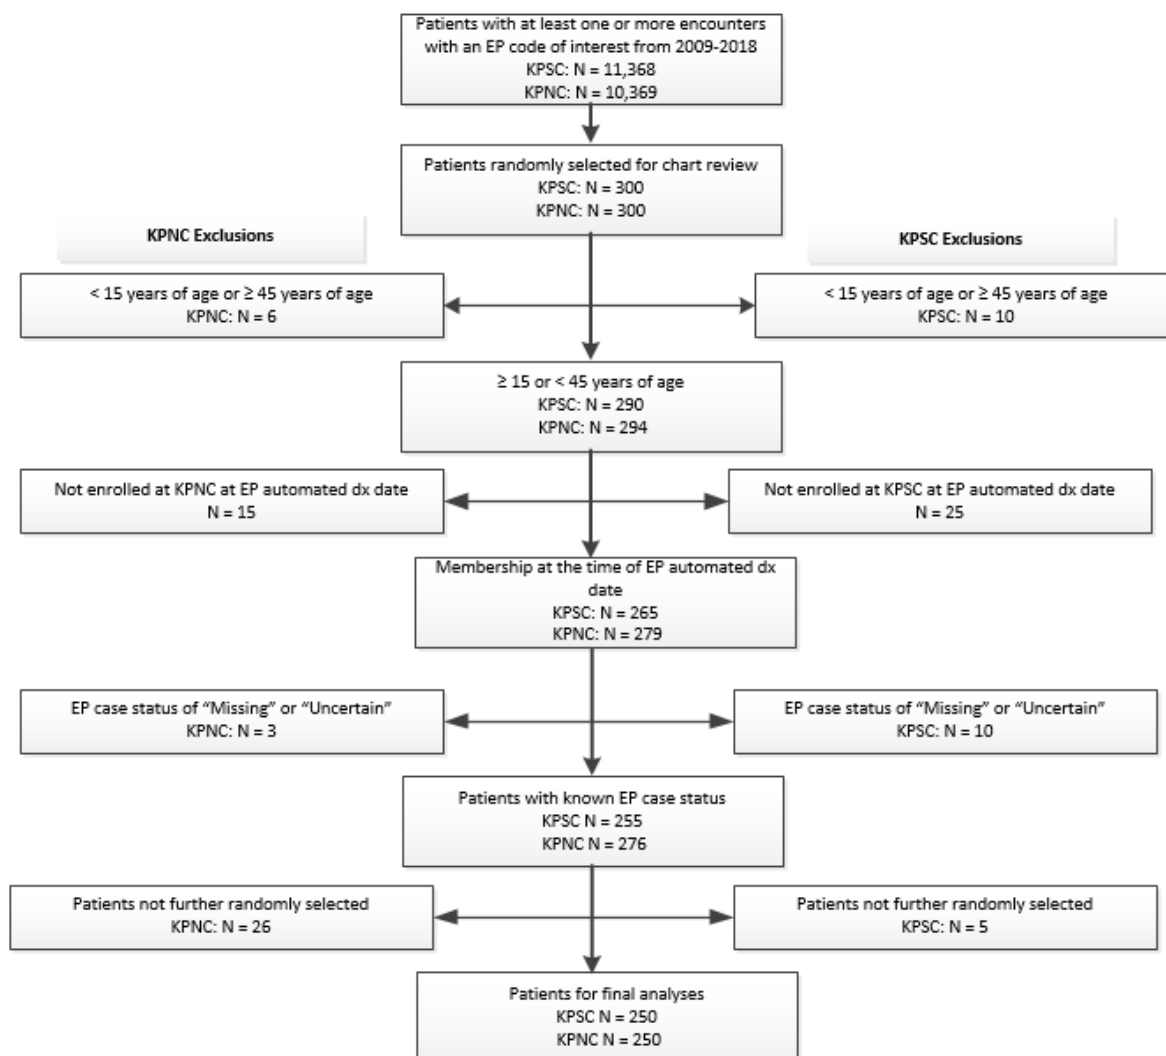 Patients with at least one or more encounters
with an EP code of interest from 2009-2018
KPSC: N = 11,368
KPNC: N = 10,369
Patients randomly selected for chart review
KPSC: N = 300
KPNC: N = 300
KPNC Exclusions
KPSC Exclusions
< 15 years of age or ≥ 45 years of age
KPNC: N = 6
< 15 years of age or ≥ 45 years of age
KPSC: N = 10
≥ 15 or < 45 years of age
KPSC: N = 290
KPNC: N = 294
Not enrolled at KPNC at EP automated dx date
N = 15
Not enrolled at KPSC at EP automated dx date
N = 25
Membership at the time of EP automated dx
date
KPSC: N = 265
KPNC: N = 279
EP case status of “Missing” or “Uncertain”
KPNC: N = 3
EP case status of “Missing” or “Uncertain”
KPSC: N = 10
Patients with known EP case status
KPSC N = 255
KPNC N = 276
Patients not further randomly selected
KPNC: N = 26
Patients not further randomly selected
KPSC: N = 5
Patients for final analyses
KPSC N = 250
KPNC N = 250